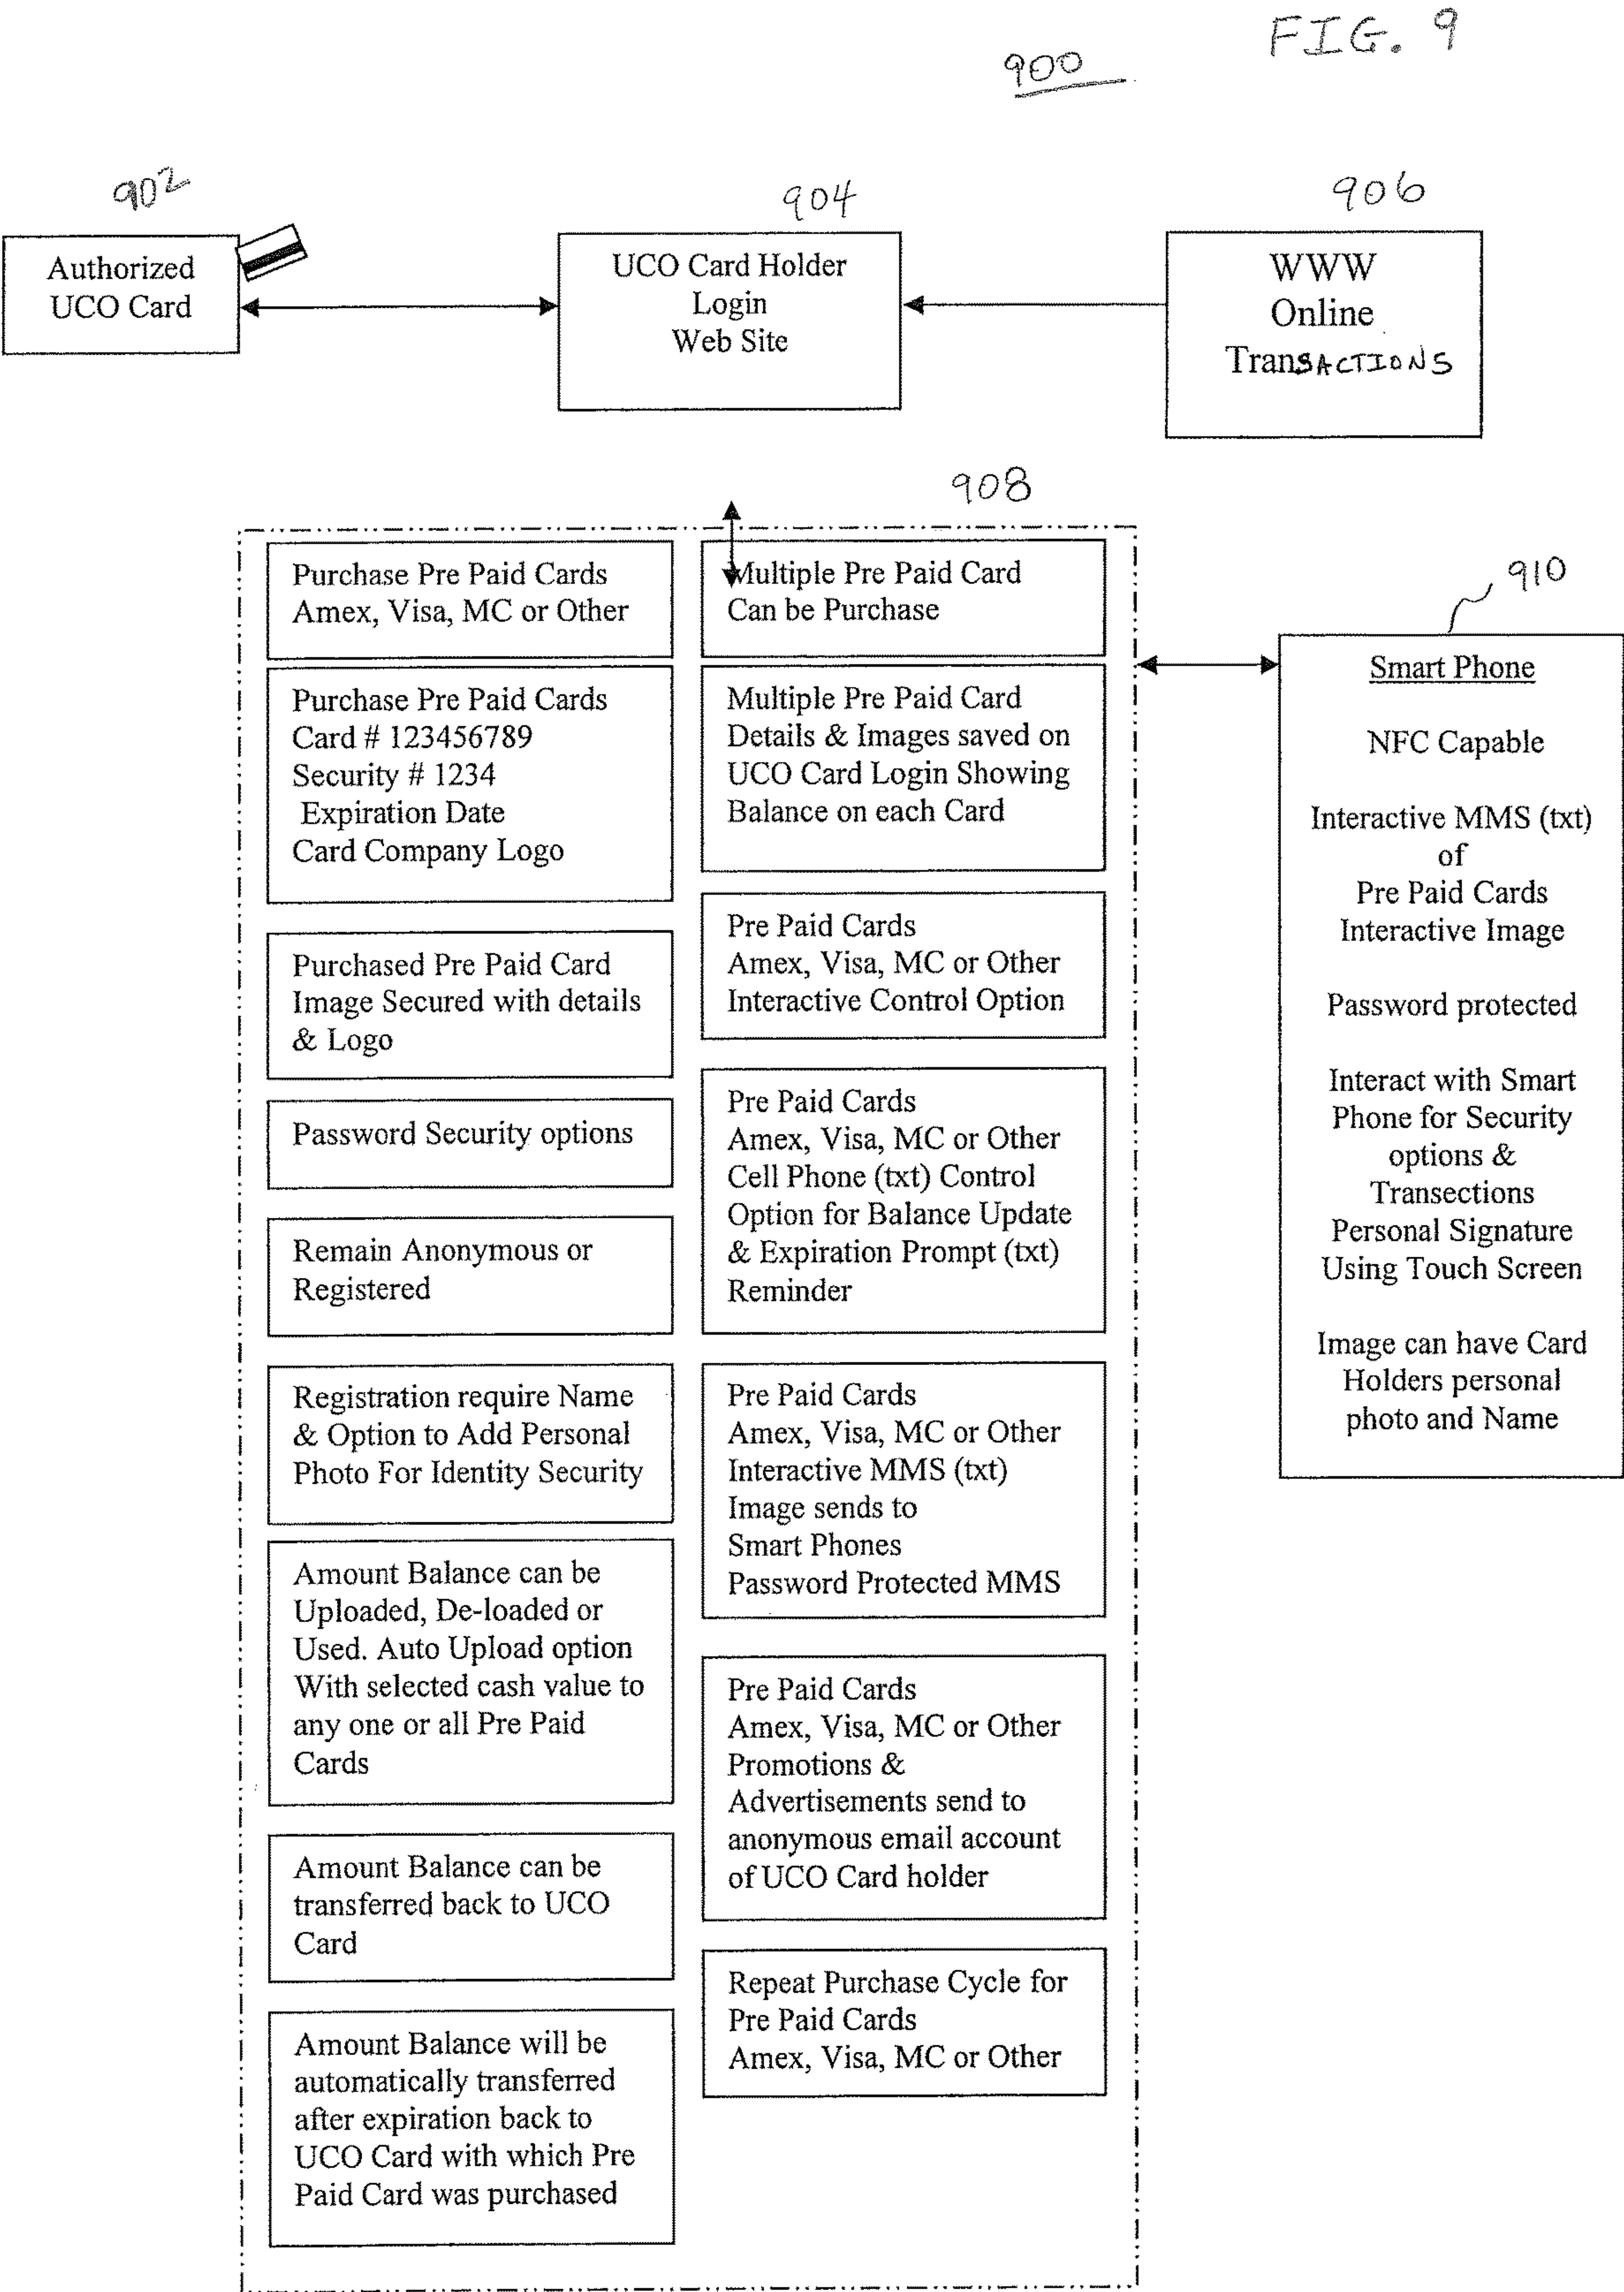 FIG. 9
900
902
904
906
Authorized
UCO Card
UCO Card Holder
Login
Web Site
WWW
Online
TranSACTIONS
908
Purchase Pre Paid Cards
Amex, Visa, MC or Other
Purchase Pre Paid Cards
Card # 123456789
Security # 1234
Expiration Date
Card Company Logo
Purchased Pre Paid Card
Image Secured with details
& Logo
Password Security options
Remain Anonymous or
Registered
Registration require Name
& Option to Add Personal
Photo For Identity Security
Amount Balance can be
Uploaded, De-loaded or
Used. Auto Upload option
With selected cash value to
any one or all Pre Paid
Cards
Amount Balance can be
transferred back to UCO
Card
Amount Balance will be
automatically transferred
after expiration back to
UCO Card with which Pre
Paid Card was purchased
Multiple Pre Paid Card
Can be Purchase
Multiple Pre Paid Card
Details & Images saved on
UCO Card Login Showing
Balance on each Card
Pre Paid Cards
Amex, Visa, MC or Other
Interactive Control Option
Pre Paid Cards
Amex, Visa, MC or Other
Cell Phone (txt) Control
Option for Balance Update
& Expiration Prompt (txt)
Reminder
Pre Paid Cards
Amex, Visa, MC or Other
Interactive MMS (txt)
Image sends to
Smart Phones
Password Protected MMS
Pre Paid Cards
Amex, Visa, MC or Other
Promotions &
Advertisements send to
anonymous email account
of UCO Card holder
Repeat Purchase Cycle for
Pre Paid Cards
Amex, Visa, MC or Other
910
Smart Phone
NFC Capable
Interactive MMS (txt)
of
Pre Paid Cards
Interactive Image
Password protected
Interact with Smart
Phone for Security
options &
Transections
Personal Signature
Using Touch Screen
Image can have Card
Holders personal
photo and Name